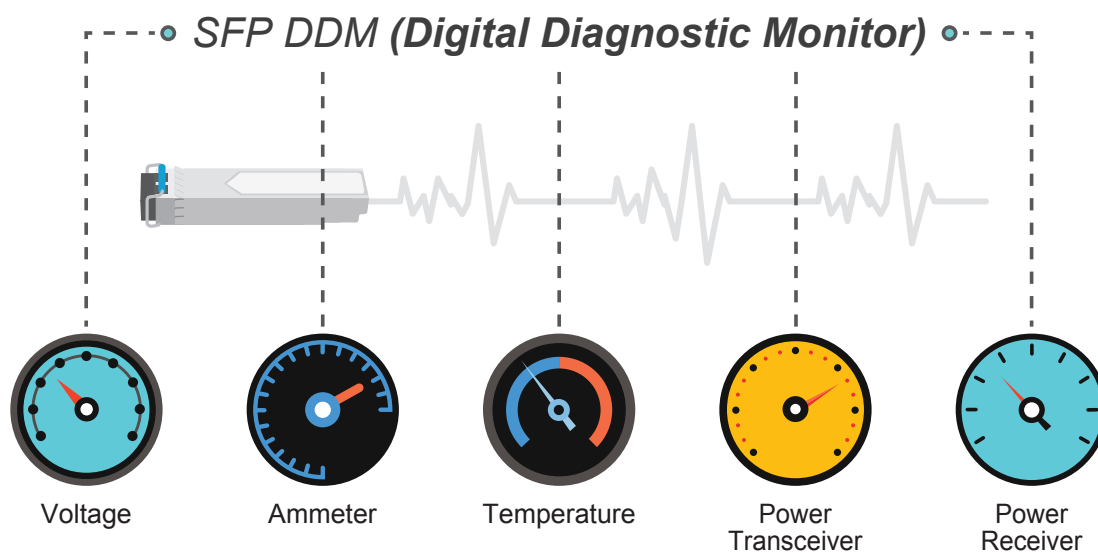 SFP DDM (Digital Diagnostic Monitor)
Voltage
Ammeter
Temperature
Power
Transceiver
Power
Receiver